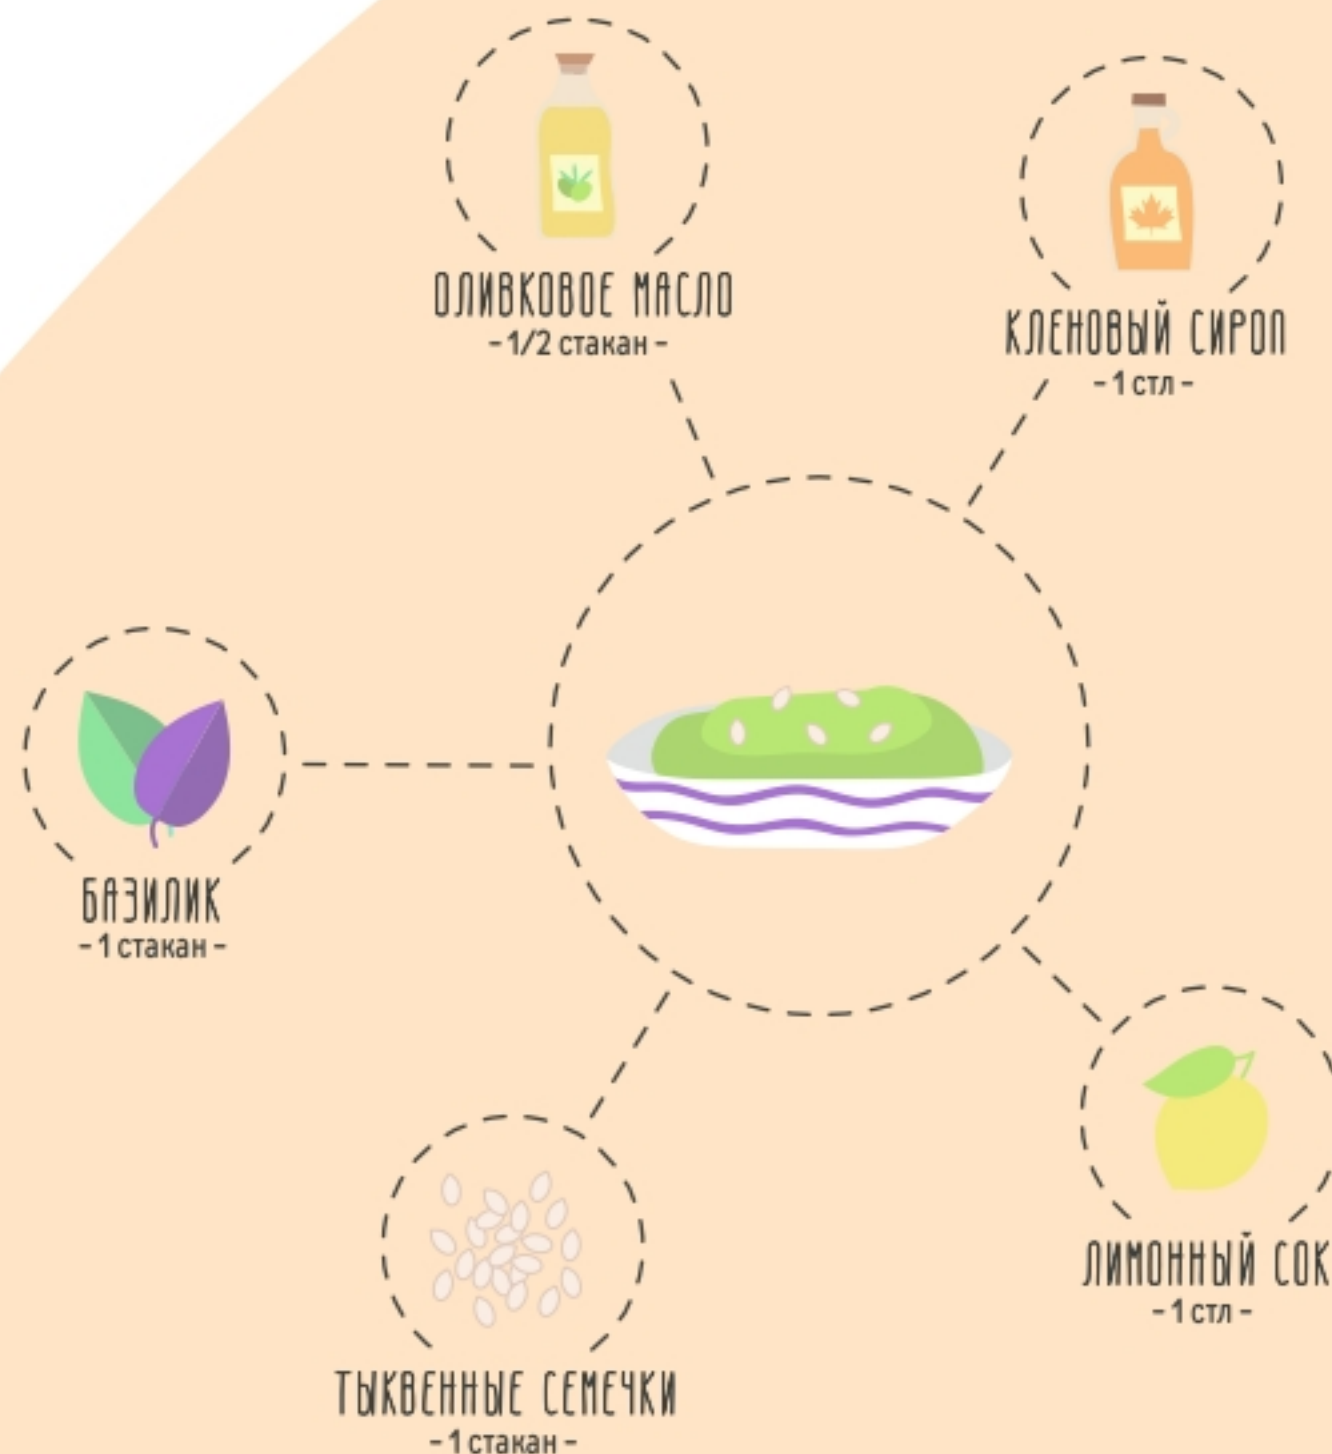 ОЛИВКОВОЕ МАСЛО
-1/2 стакан-
КЛЕНОВЫЙ СИРОП
-1 стл-
БАЗИЛИК
-1 стакан-
ЛИМОННЫЙ СОК
-1 стл-
ТЫКВЕННЫЕ СЕМЕЧКИ
-1 стакан-